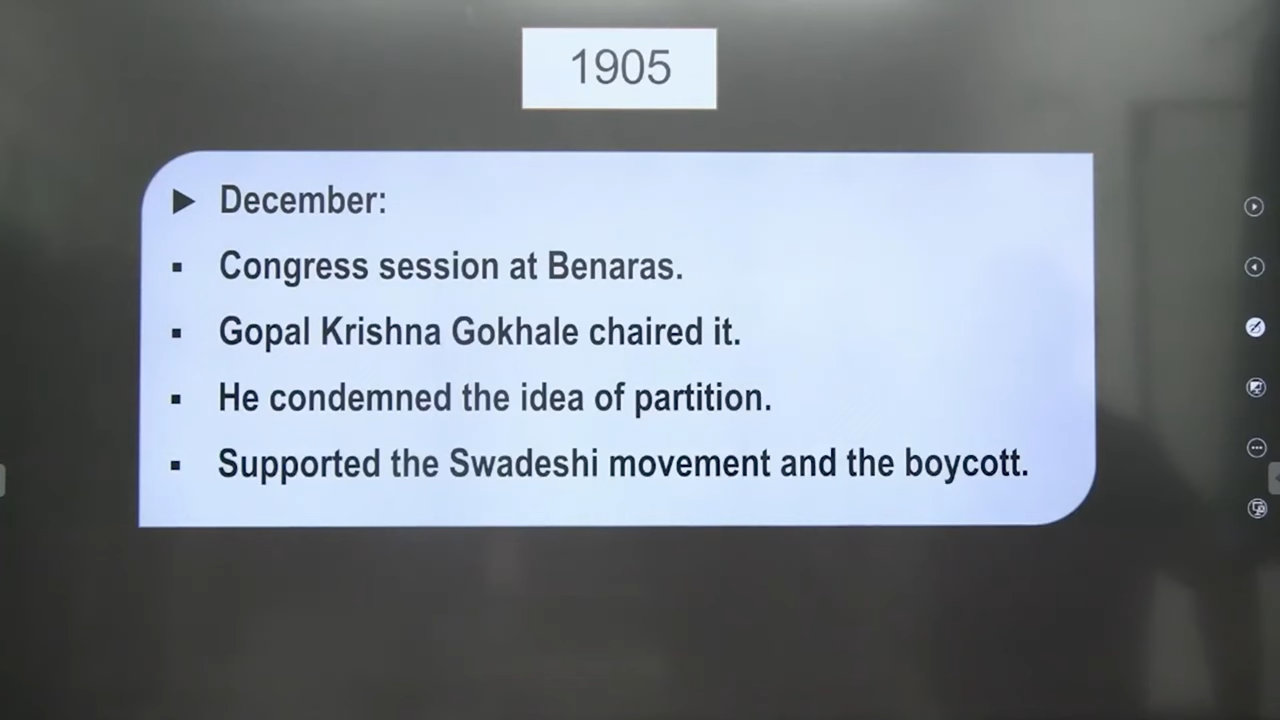 1905
► December:
▪ Congress session at Benaras.
▪ Gopal Krishna Gokhale chaired it.
▪ He condemned the idea of partition.
▪ Supported the Swadeshi movement and the boycott.